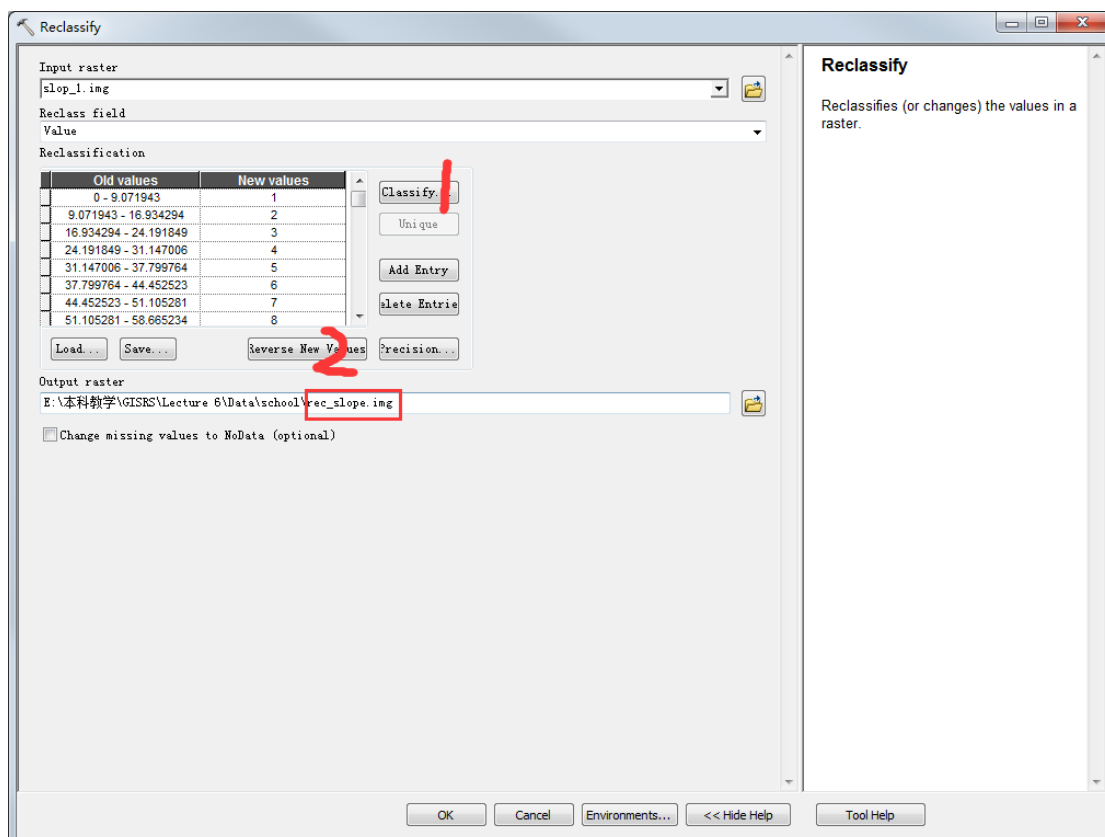 Reclassify
Input raster
slop_1.img
Reclass field
Value
Reclassification
Old values New values
0 - 9.071943 1
9.071943 - 16.934294 2
16.934294 - 24.191849 3
24.191849 - 31.147006 4
31.147006 - 37.799764 5
37.799764 - 44.452523 6
44.452523 - 51.105281 7
51.105281 - 58.665234 8
Classify...
1
Unique
Add Entry
elete Entrie
Load... Save... Reverse New Values Precision...
2
Output raster
E:\本科教学\GISRS\Lecture 6\Data\school\rec_slope.img
Change missing values to NoData (optional)
OK Cancel Environments... << Hide Help Tool Help
Reclassify
Reclassifies (or changes) the values in a
raster.